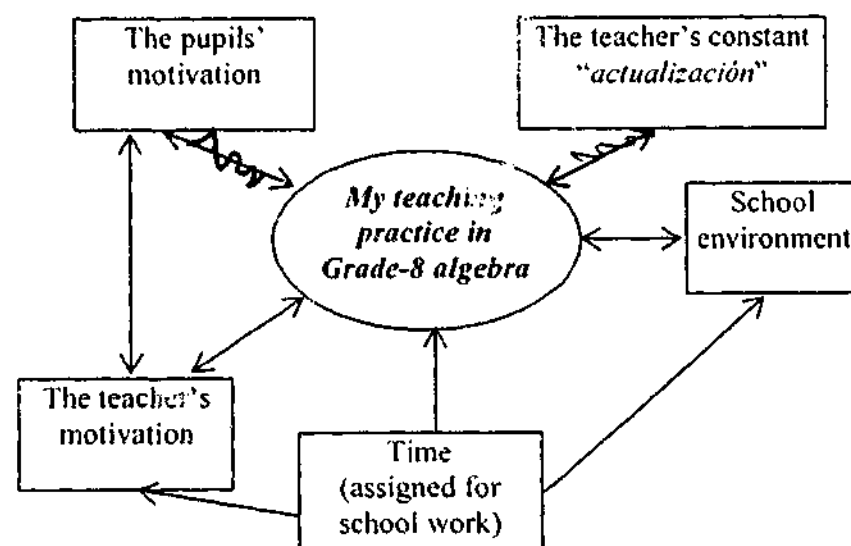 The pupils'
motivation
The teacher's constant
"actualización"
My teaching
practice in
Grade-8 algebra
School
environment
The teacher's
motivation
Time
(assigned for
school work)